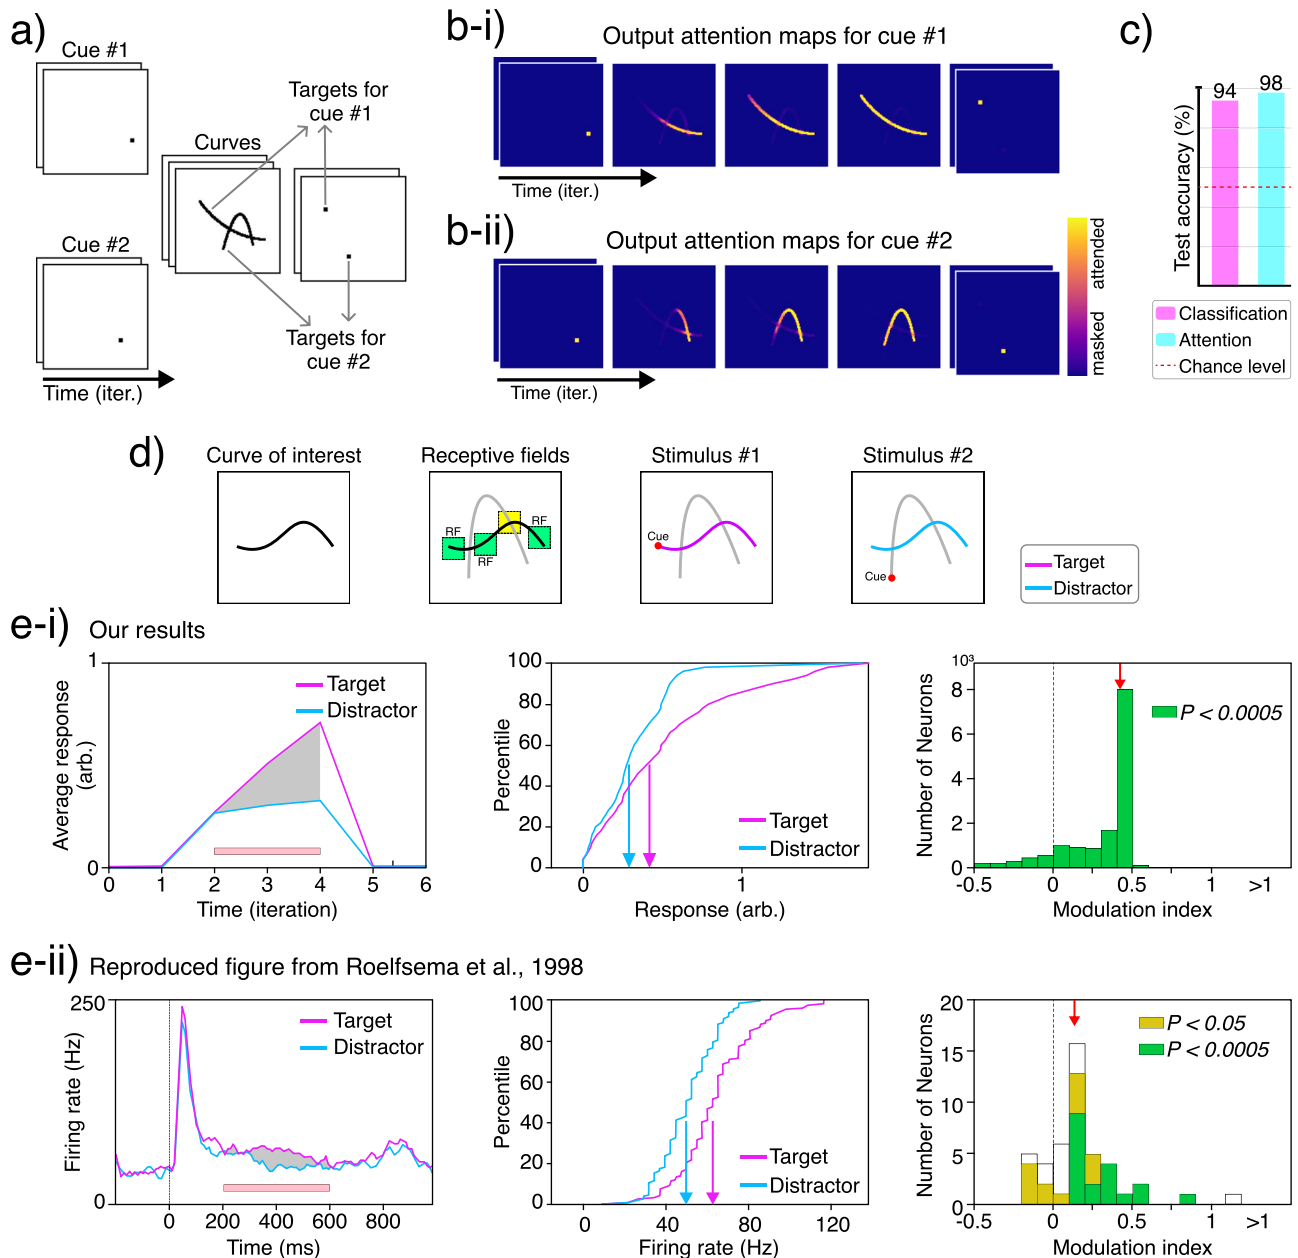 a)
Cue #1
Targets for
cue #1
Curves
Cue #2
Targets for
cue #2
Time (iter.)
b-i)
Output attention maps for cue #1
Time (iter.)
b-ii)
Output attention maps for cue #2
Time (iter.)
masked attended
c)
94
98
Test accuracy (%)
Classification
Attention
Chance level
d)
Curve of interest
Receptive fields
RF
RF
RF
Stimulus #1
Cue
Stimulus #2
Cue
Target
Distractor
e-i)
Our results
1
0
Average response
(arb.)
Target
Distractor
0 1 2 3 4 5 6
Time (iteration)
100
80
60
40
20
0
Percentile
Target
Distractor
0 1
Response (arb.)
10³
8
6
4
2
0
Number of Neurons
P < 0.0005
-0.5 0 0.5 1 >1
Modulation index
e-ii)
Reproduced figure from Roelfsema et al., 1998
250
0
Firing rate (Hz)
Target
Distractor
0 200 400 600 800
Time (ms)
100
80
60
40
20
0
Percentile
Target
Distractor
0 40 80 120
Firing rate (Hz)
20
15
10
5
0
Number of Neurons
P < 0.05
P < 0.0005
-0.5 0 0.5 1 >1
Modulation index